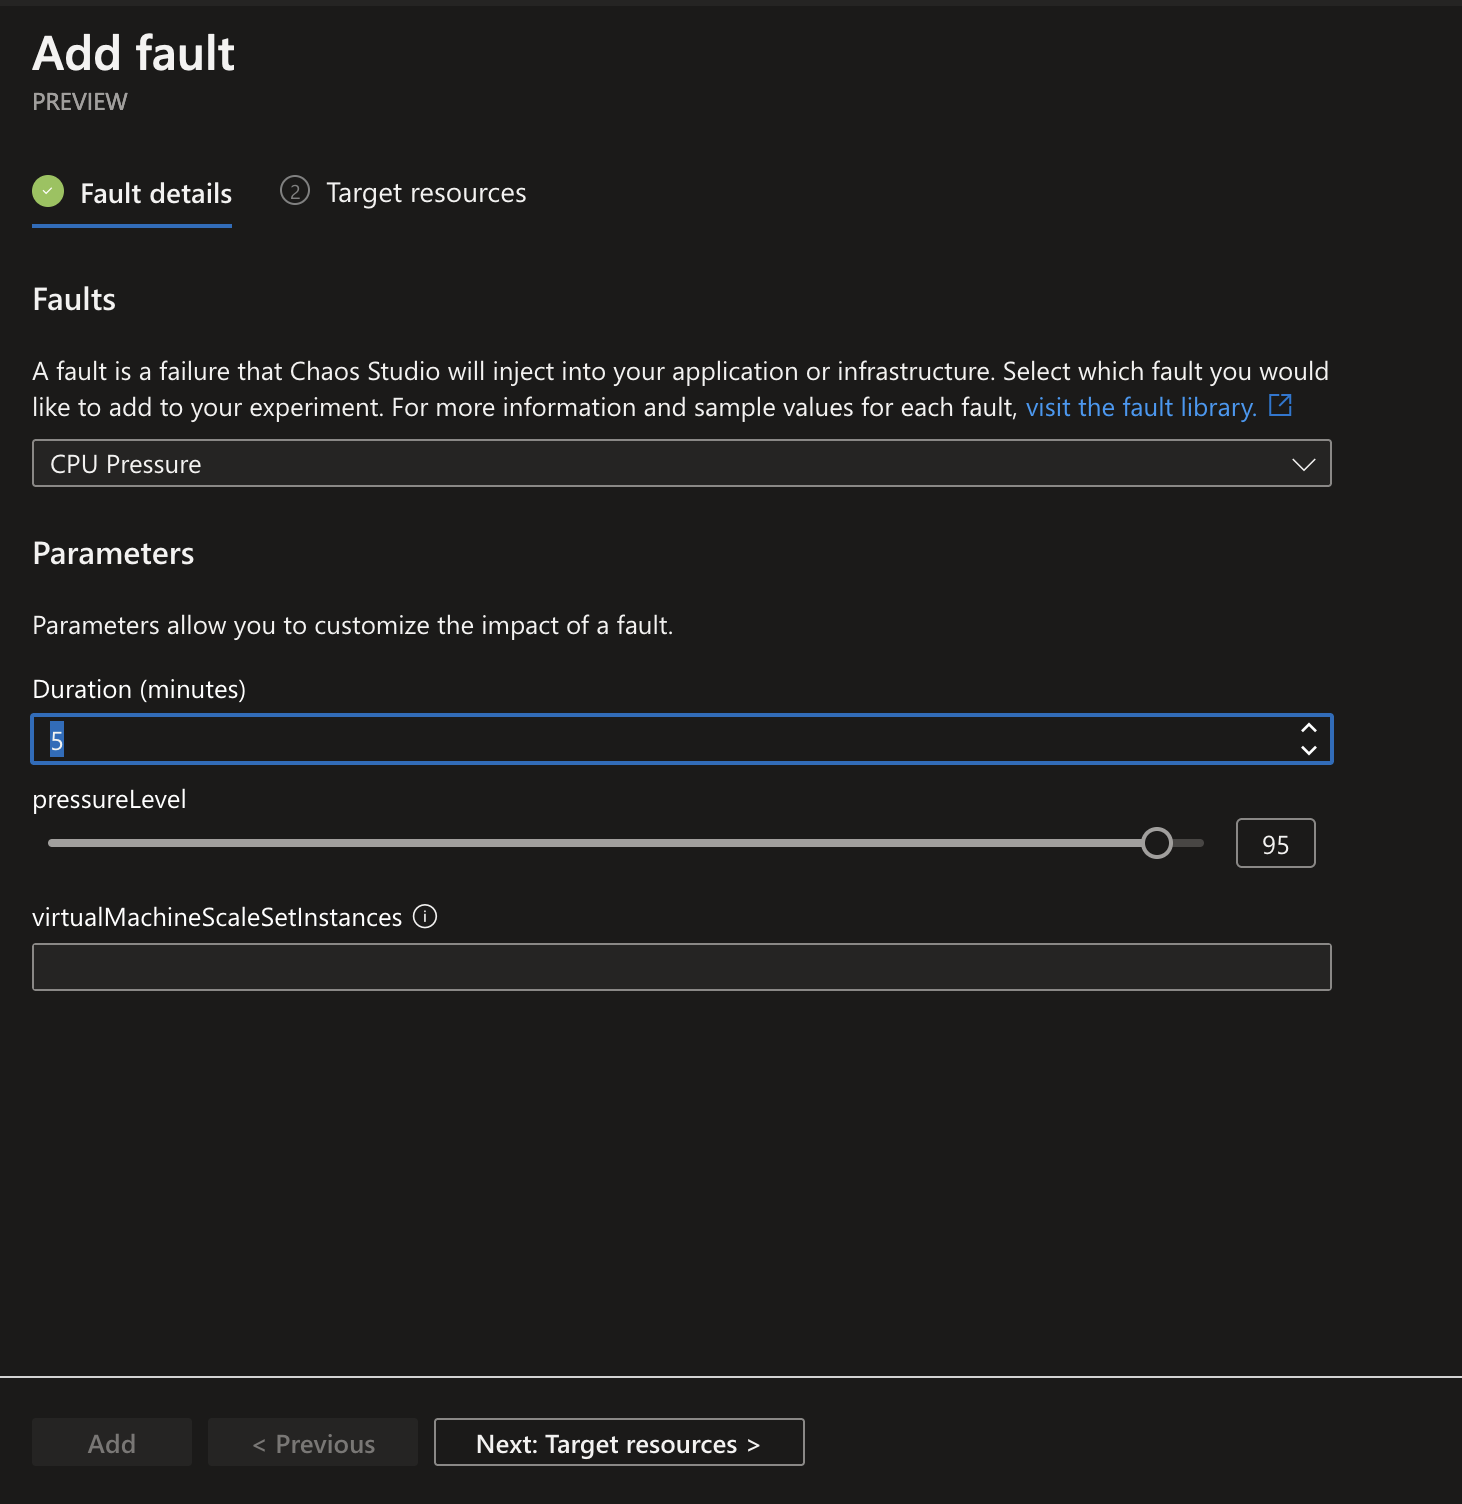 Add fault
PREVIEW
Fault details
2 Target resources
Faults
A fault is a failure that Chaos Studio will inject into your application or infrastructure. Select which fault you would
like to add to your experiment. For more information and sample values for each fault, visit the fault library.
CPU Pressure
Parameters
Parameters allow you to customize the impact of a fault.
Duration (minutes)
5
pressureLevel
95
virtualMachineScaleSetInstances
Add
< Previous
Next: Target resources >